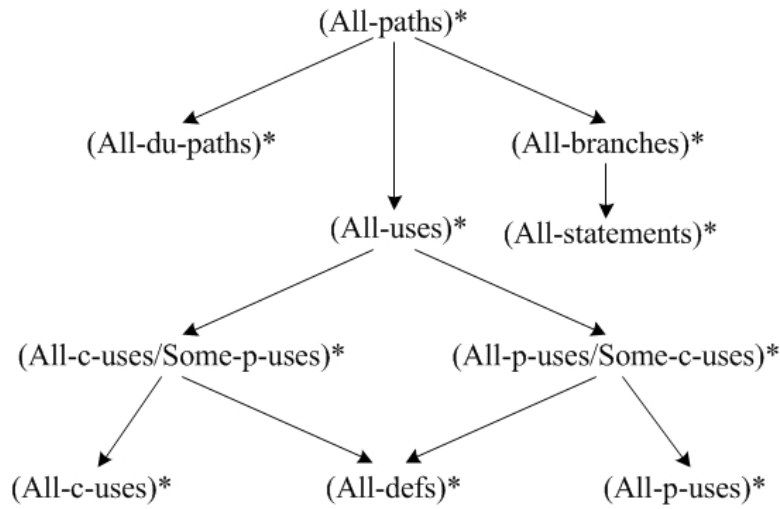 (All-paths)*
(All-du-paths)*
(All-branches)*
(All-uses)*
(All-statements)*
(All-c-uses/Some-p-uses)*
(All-p-uses/Some-c-uses)*
(All-c-uses)*
(All-defs)*
(All-p-uses)*